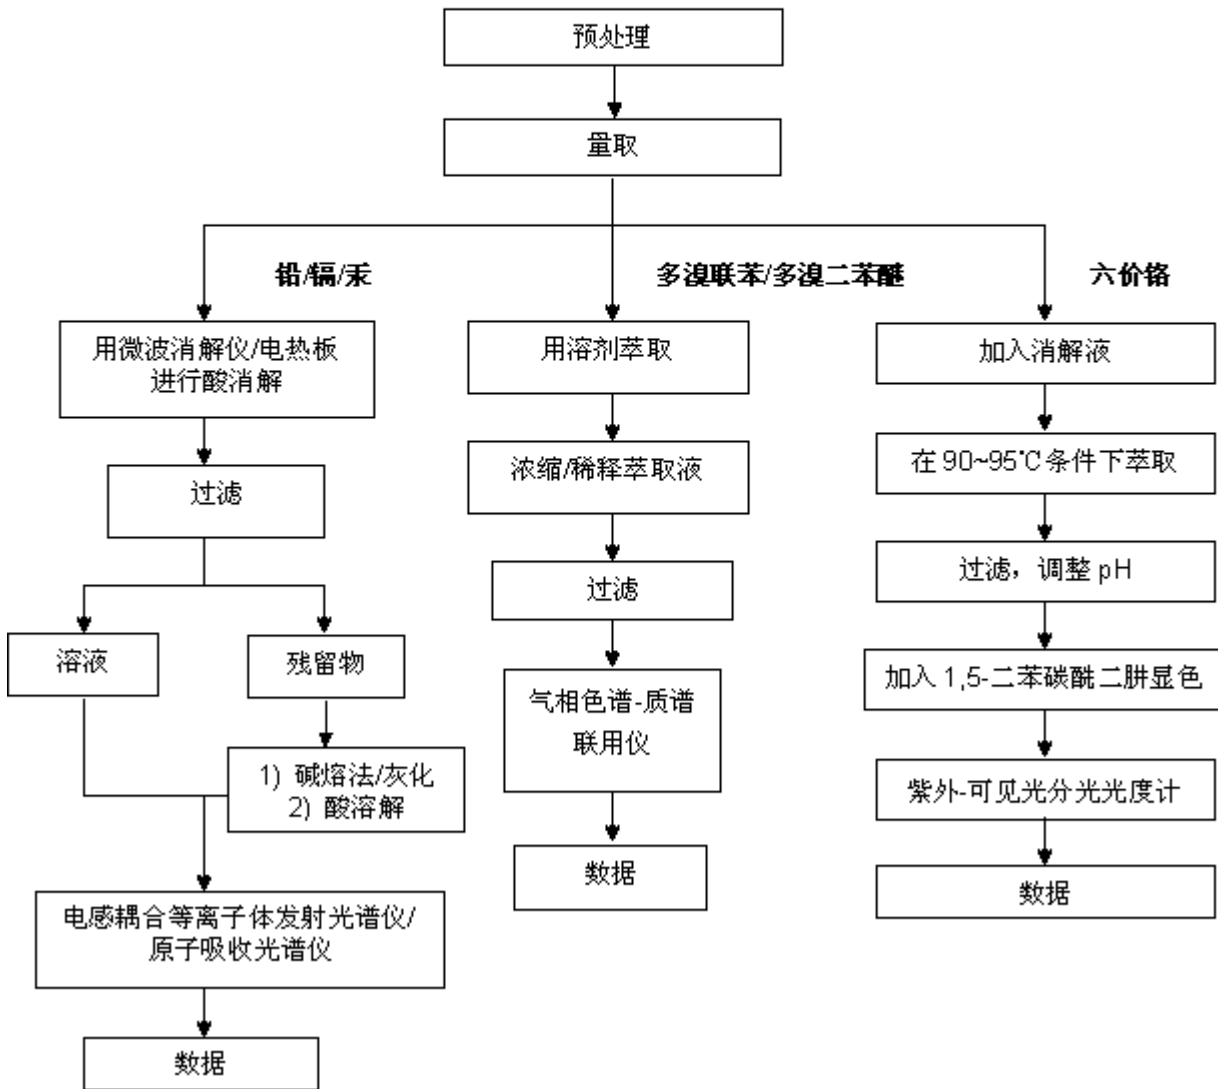 预处理
量取
铅/镉/汞
多溴联苯/多溴二苯醚
六价铬
用微波消解仪/电热板
进行酸消解
过滤
溶液
残留物
1) 碱熔法/灰化
2) 酸溶解
电感耦合等离子体发射光谱仪/
原子吸收光谱仪
数据
用溶剂萃取
浓缩/稀释萃取液
过滤
气相色谱-质谱
联用仪
数据
加入消解液
在90~95℃条件下萃取
过滤，调整pH
加入1,5-二苯碳酰二肼显色
紫外-可见光分光光度计
数据